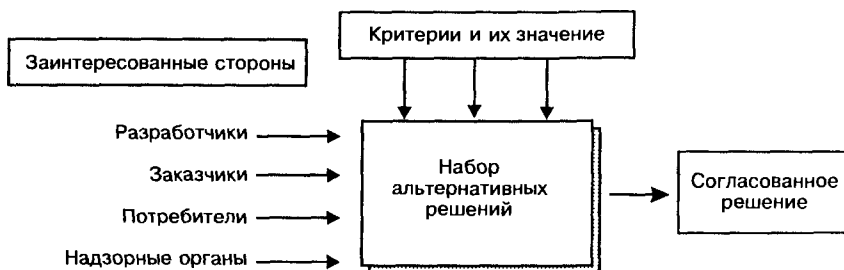 Критерии и их значение
Заинтересованные стороны
Разработчики
Заказчики
Потребители
Надзорные органы
Набор
альтернативных
решений
Согласованное
решение